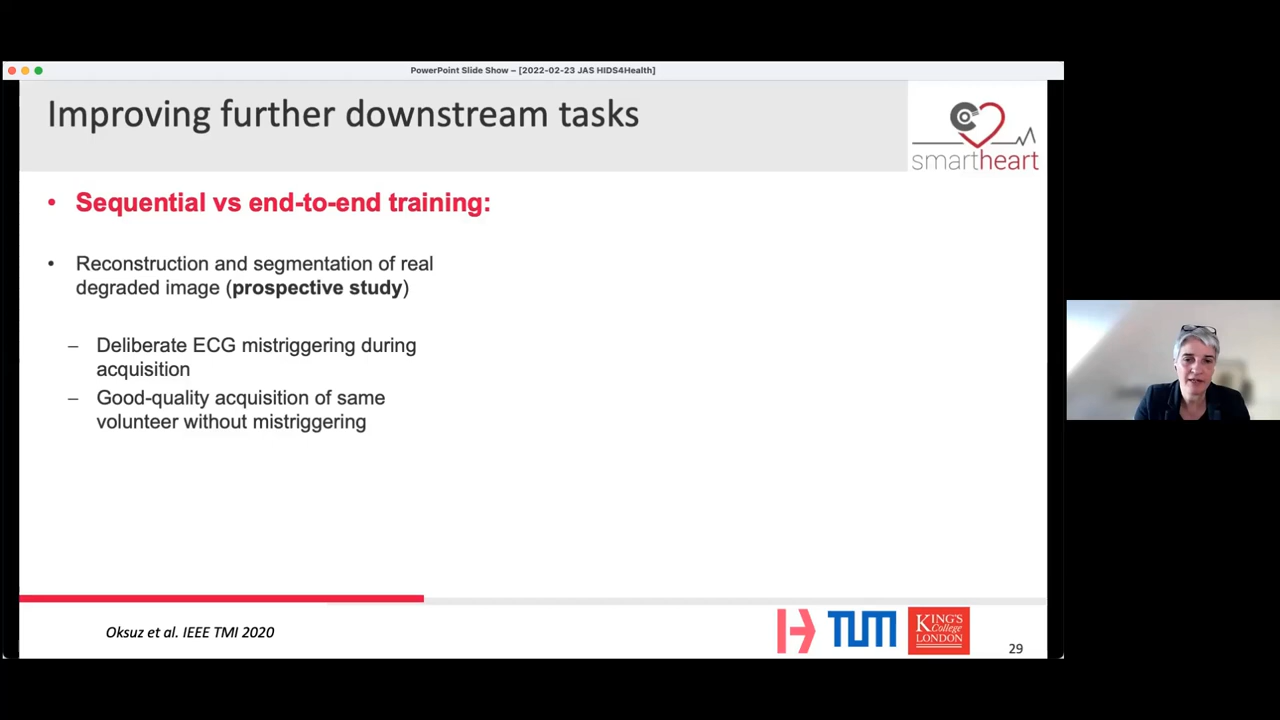 PowerPoint Slide Show – [2022-02-23 JAS HIDS4Health]
Improving further downstream tasks
smartheart
• Sequential vs end-to-end training:
• Reconstruction and segmentation of real
degraded image (prospective study)
– Deliberate ECG mistriggering during
acquisition
– Good-quality acquisition of same
volunteer without mistriggering
Oksuz et al. IEEE TMI 2020
TUM
KING'S
College
LONDON
29